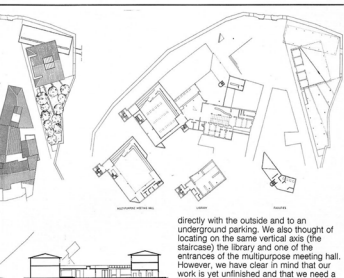 MULTIPURPOSE MEETING HALL
LIBRARY
directly with the outside and to an
underground parking. We also thought of
locating on the same vertical axis (the
staircase) the library and one of the
entrances of the multipurpose meeting hall.
However, we have clear in mind that our
work is yet unfinished and that we need a